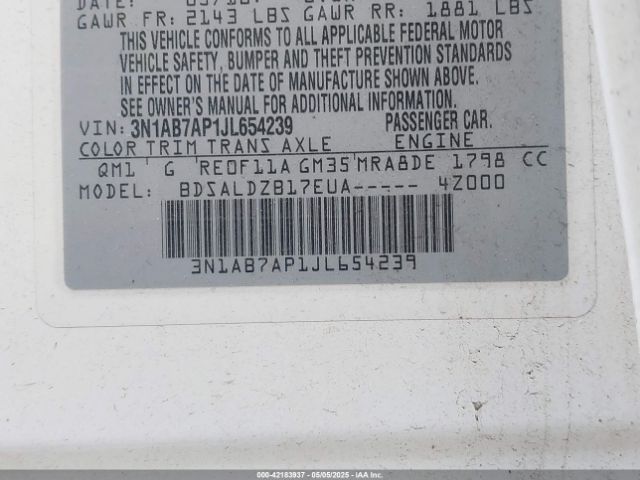 DATE:
GAWR FR: 2143 LBS GAWR RR: 1881 LBS
THIS VEHICLE CONFORMS TO ALL APPLICABLE FEDERAL MOTOR
VEHICLE SAFETY, BUMPER AND THEFT PREVENTION STANDARDS
IN EFFECT ON THE DATE OF MANUFACTURE SHOWN ABOVE.
SEE OWNER'S MANUAL FOR ADDITIONAL INFORMATION.
VIN: 3N1AB7AP1JL654239 PASSENGER CAR.
COLOR TRIM TRANS AXLE ENGINE
QM1 G RE0F11A GM35 MRA8DE 1798 CC
MODEL: BDSALDZB17EUA----- 4Z000
3N1AB7AP1JL654239
000-42183937 - 05/05/2025 - COPYRIGHT IAA, Inc.